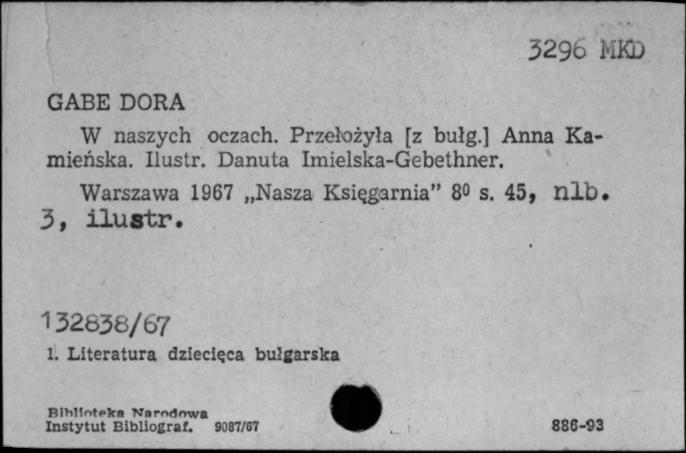 3296 MKD
GABE DORA
W naszych oczach. Przełożyła [z bułg.] Anna Ka-
mieńska. Ilustr. Danuta Imielska-Gebethner.
Warszawa 1967 „Nasza Księgarnia” 8⁰ s. 45, nlb.
3, ilustr.
132838/67
1. Literatura dziecięca bułgarska
Biblioteka Narodowa
Instytut Bibliograf. 9087/67
886-93